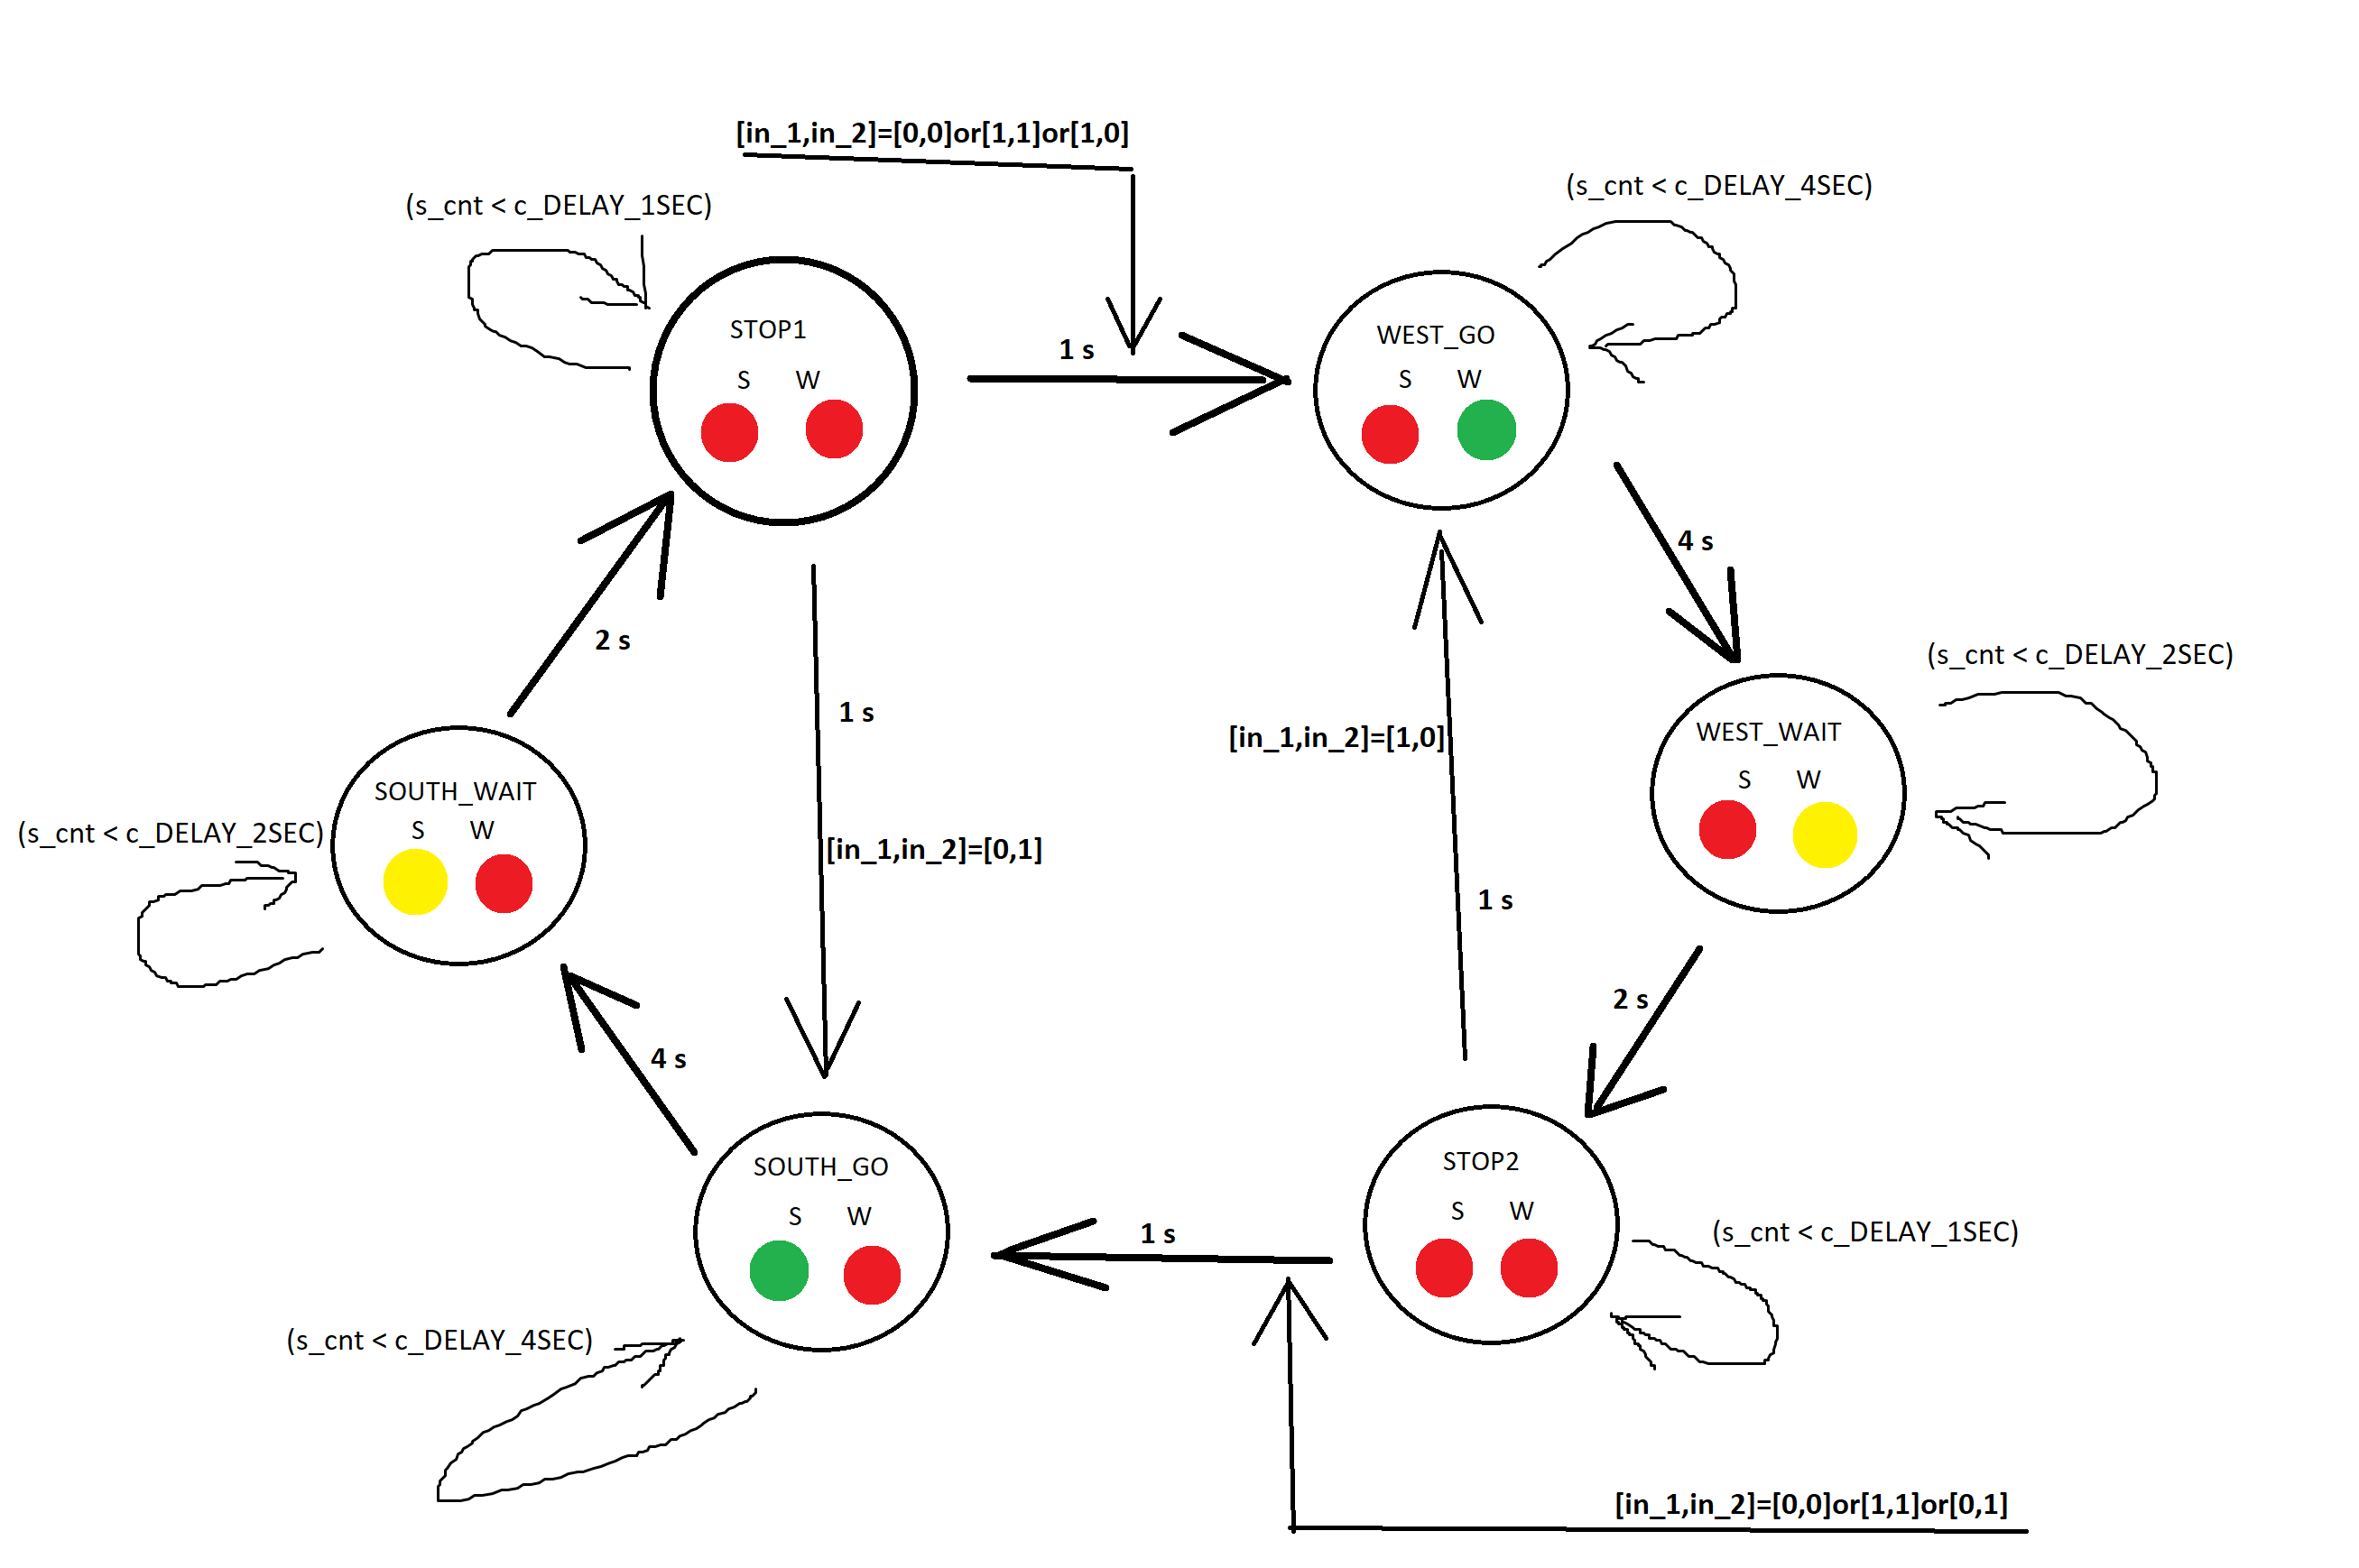 [in_1,in_2]=[0,0]or[1,1]or[1,0]
(s_cnt < c_DELAY_1SEC)
(s_cnt < c_DELAY_4SEC)
STOP1
S W
1 s
WEST_GO
S W
4 s
2 s
(s_cnt < c_DELAY_2SEC)
WEST_WAIT
S W
1 s
[in_1,in_2]=[1,0]
SOUTH_WAIT
S W
(s_cnt < c_DELAY_2SEC)
[in_1,in_2]=[0,1]
1 s
2 s
4 s
STOP2
S W
SOUTH_GO
S W
1 s
(s_cnt < c_DELAY_1SEC)
(s_cnt < c_DELAY_4SEC)
[in_1,in_2]=[0,0]or[1,1]or[0,1]